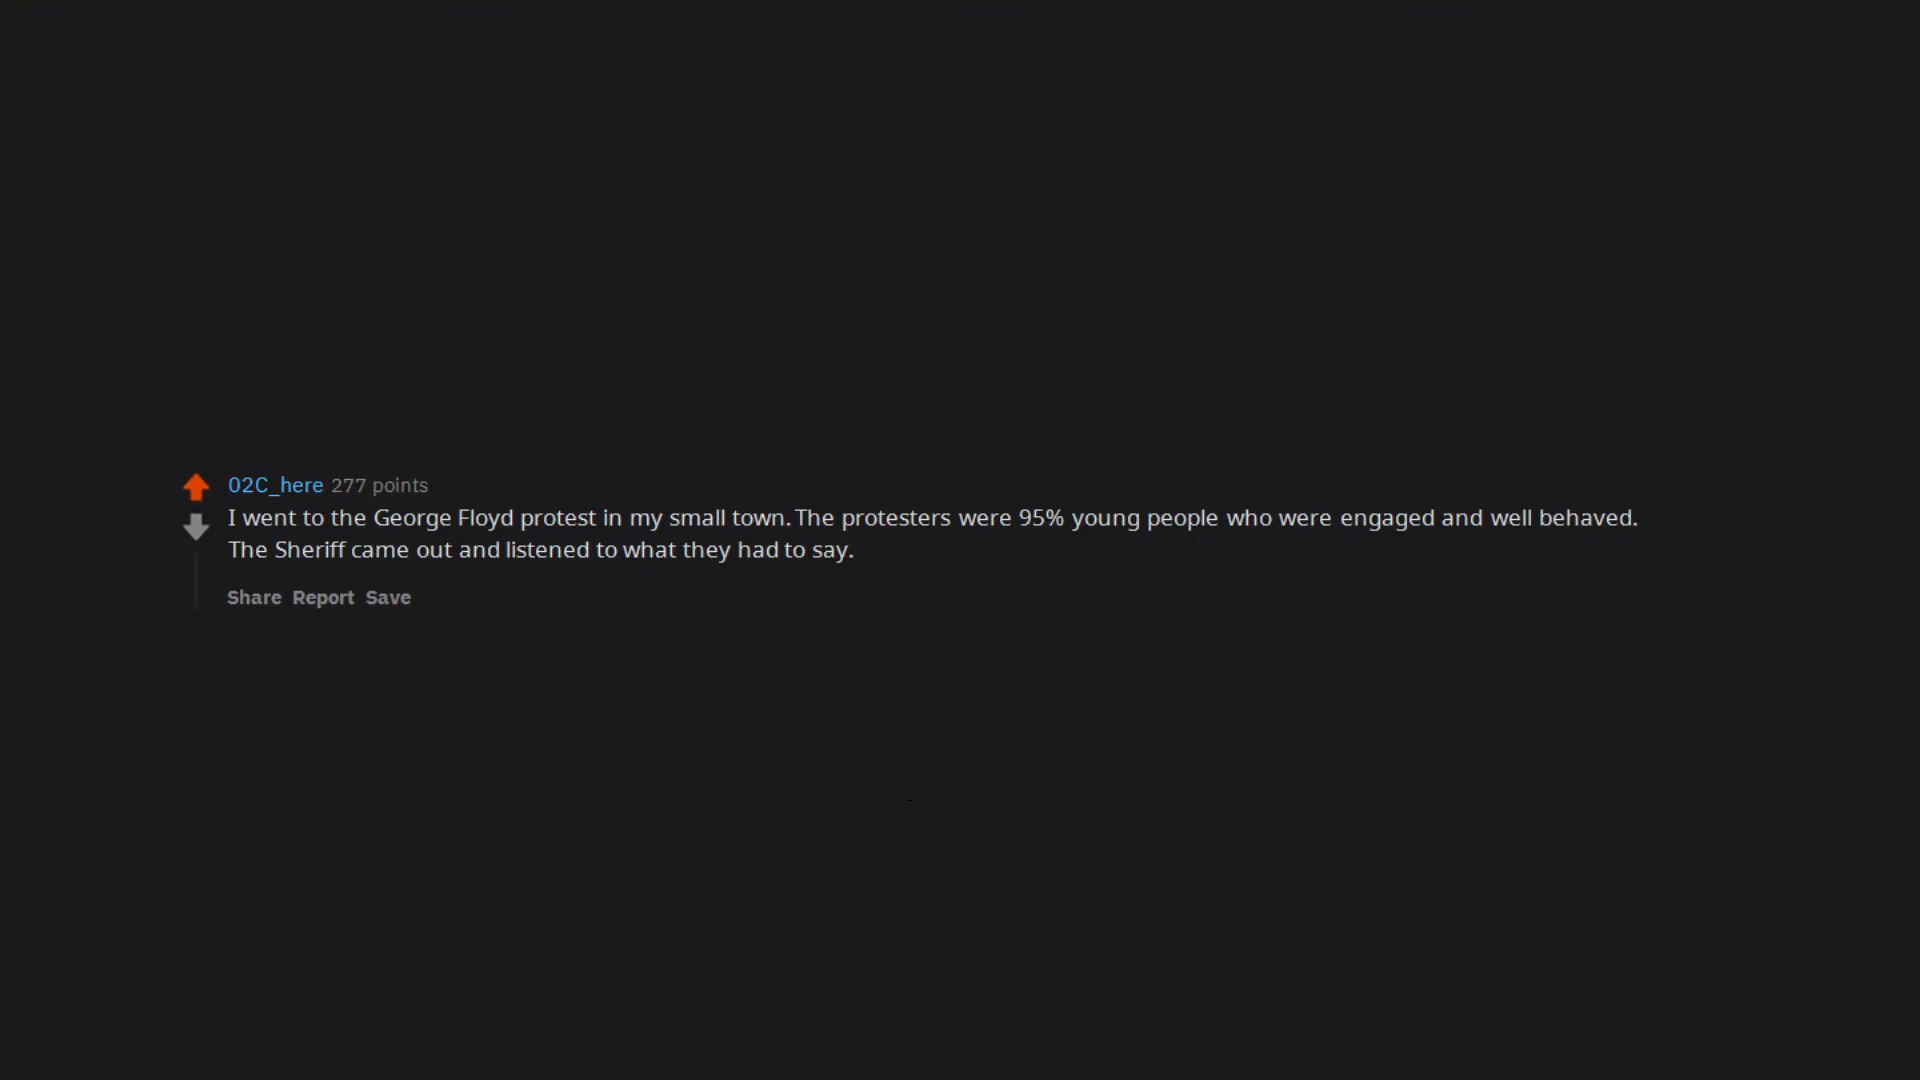 02C_here 277 points
I went to the George Floyd protest in my small town. The protesters were 95% young people who were engaged and well behaved.
The Sheriff came out and listened to what they had to say.
Share Report Save